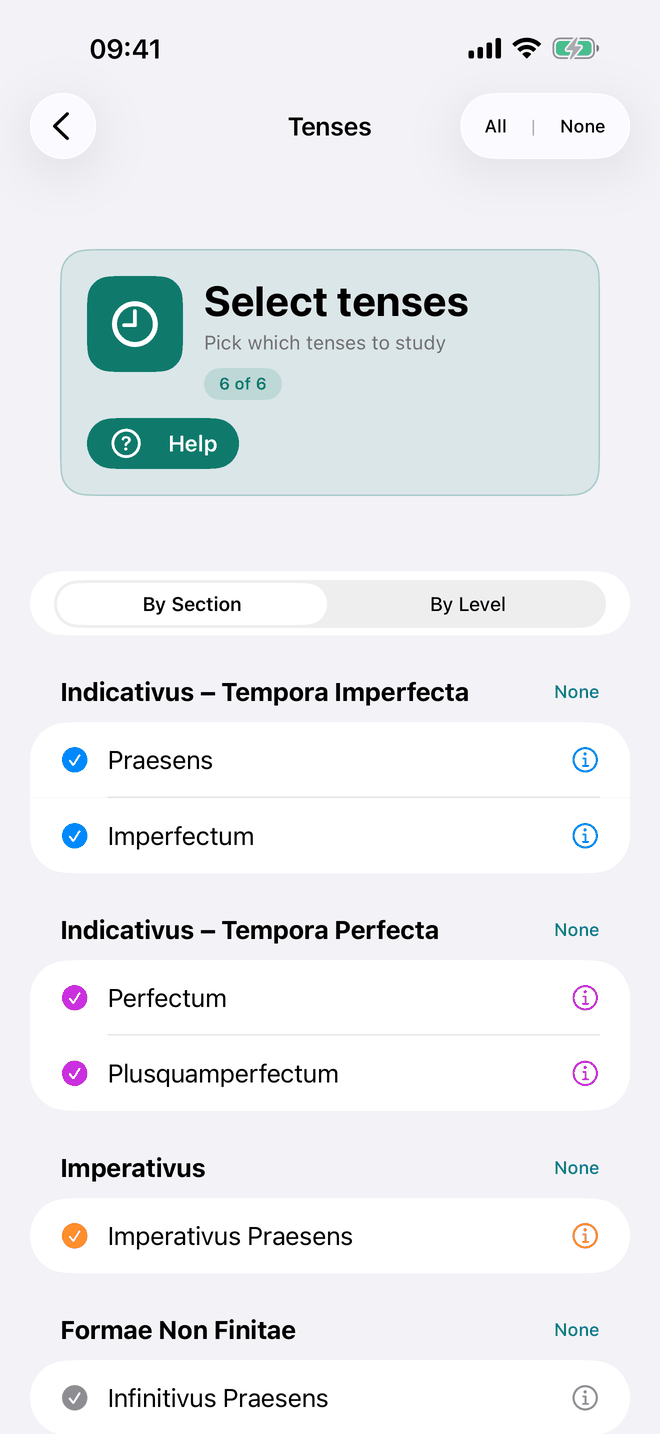 09:41
Tenses
All | None
Select tenses
Pick which tenses to study
6 of 6
Help
By Section
By Level
Indicativus – Tempora Imperfecta
None
Praesens
Imperfectum
Indicativus – Tempora Perfecta
None
Perfectum
Plusquamperfectum
Imperativus
None
Imperativus Praesens
Formae Non Finitae
None
Infinitivus Praesens